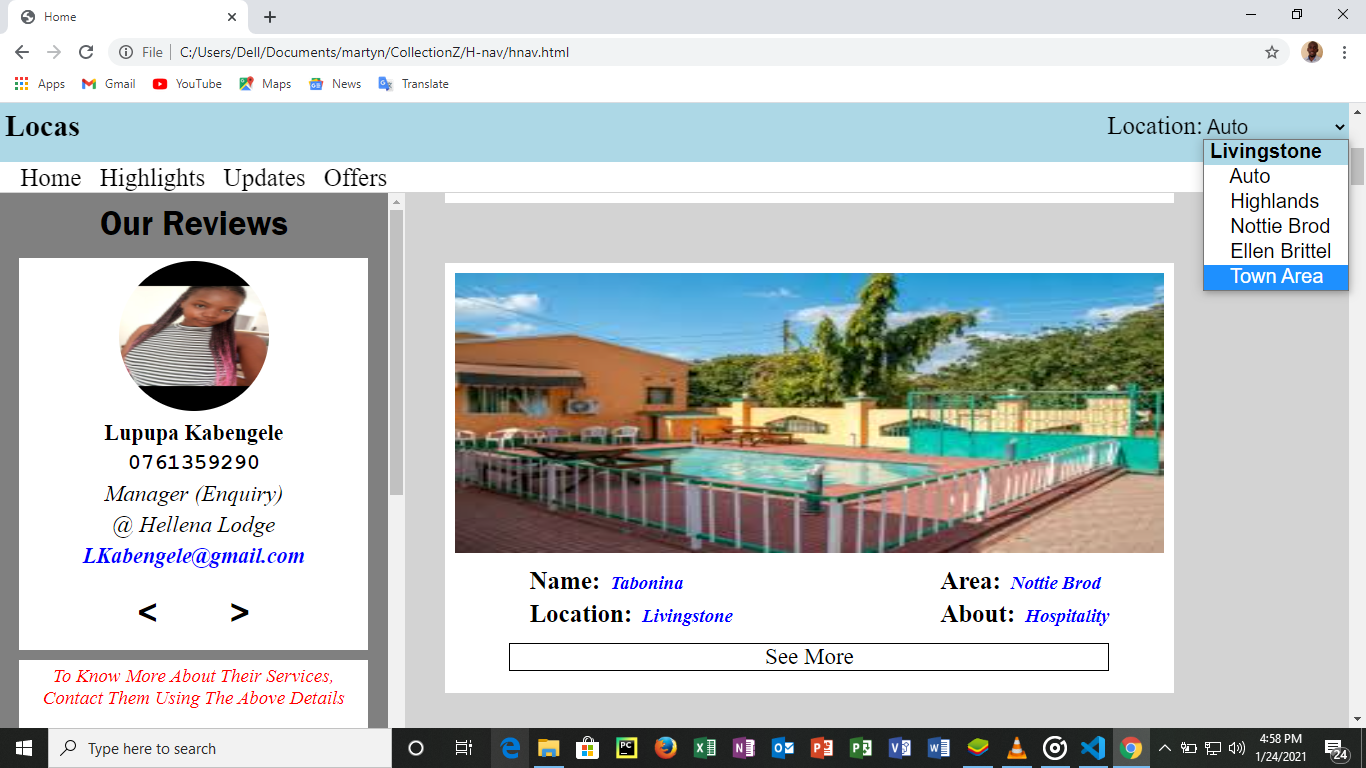 Home
File
C:/Users/Dell/Documents/martyn/CollectionZ/H-nav/hnav.html
Apps Gmail YouTube Maps News Translate
Locas
Location: Auto
Livingstone
Auto
Highlands
Nottie Brod
Ellen Brittel
Town Area
Home Highlights Updates Offers
Our Reviews
Lupupa Kabengele
0761359290
Manager (Enquiry)
@ Hellena Lodge
LKabengele@gmail.com
< >
To Know More About Their Services,
Contact Them Using The Above Details
Name: Tabonina
Area: Nottie Brod
Location: Livingstone
About: Hospitality
See More
Type here to search
4:58 PM
1/24/2021
24